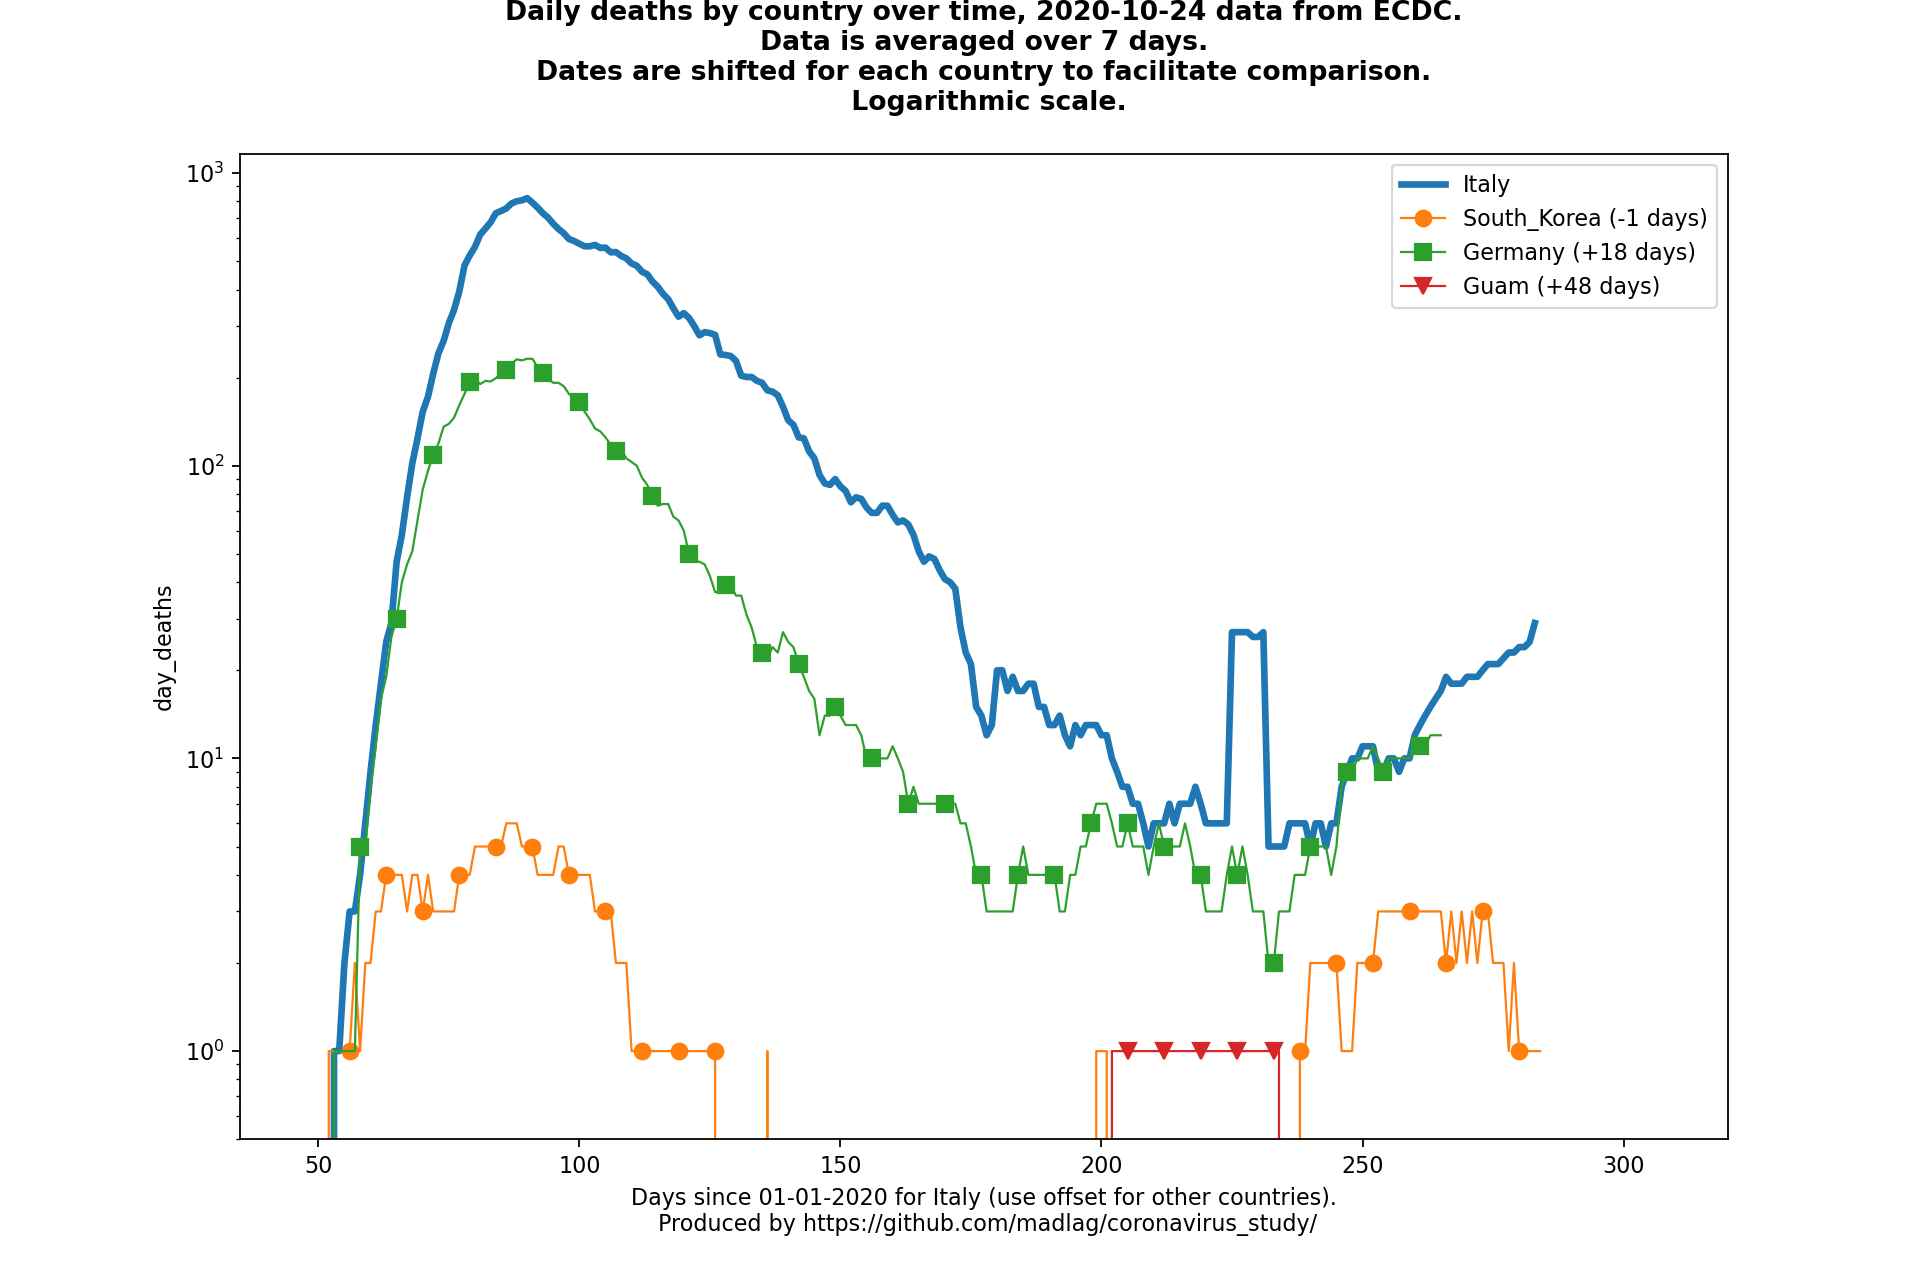 Daily deaths by country over time, 2020-10-24 data from ECDC.
Data is averaged over 7 days.
Dates are shifted for each country to facilitate comparison.
Logarithmic scale.
10³
10²
10¹
10⁰
day_deaths
Italy
South_Korea (-1 days)
Germany (+18 days)
Guam (+48 days)
50 100 150 200 250 300
Days since 01-01-2020 for Italy (use offset for other countries).
Produced by https://github.com/madlag/coronavirus_study/